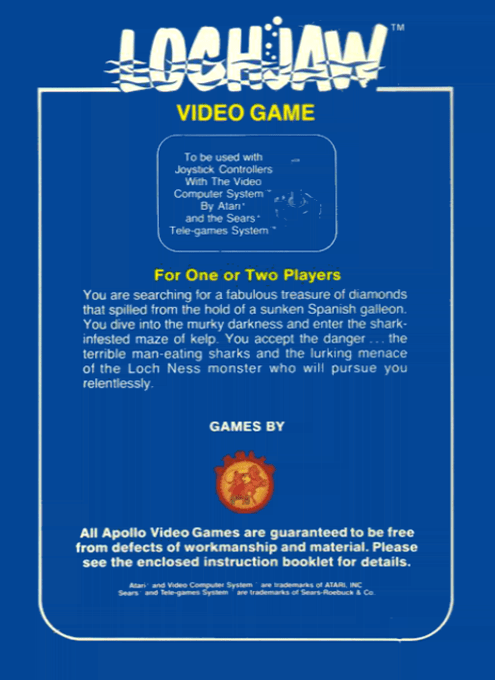 LOCHJAW™
VIDEO GAME
To be used with
Joystick Controllers
With The Video
Computer System™
By Atari®
and the Sears®
Tele-games System™
For One or Two Players
You are searching for a fabulous treasure of diamonds
that spilled from the hold of a sunken Spanish galleon.
You dive into the murky darkness and enter the shark-
infested maze of kelp. You accept the danger ... the
terrible man-eating sharks and the lurking menace
of the Loch Ness monster who will pursue you
relentlessly.
GAMES BY
All Apollo Video Games are guaranteed to be free
from defects of workmanship and material. Please
see the enclosed instruction booklet for details.
Atari and Video Computer System are trademarks of ATARI, INC
Sears and Tele-games System are trademarks of Sears-Roebuck & Co.